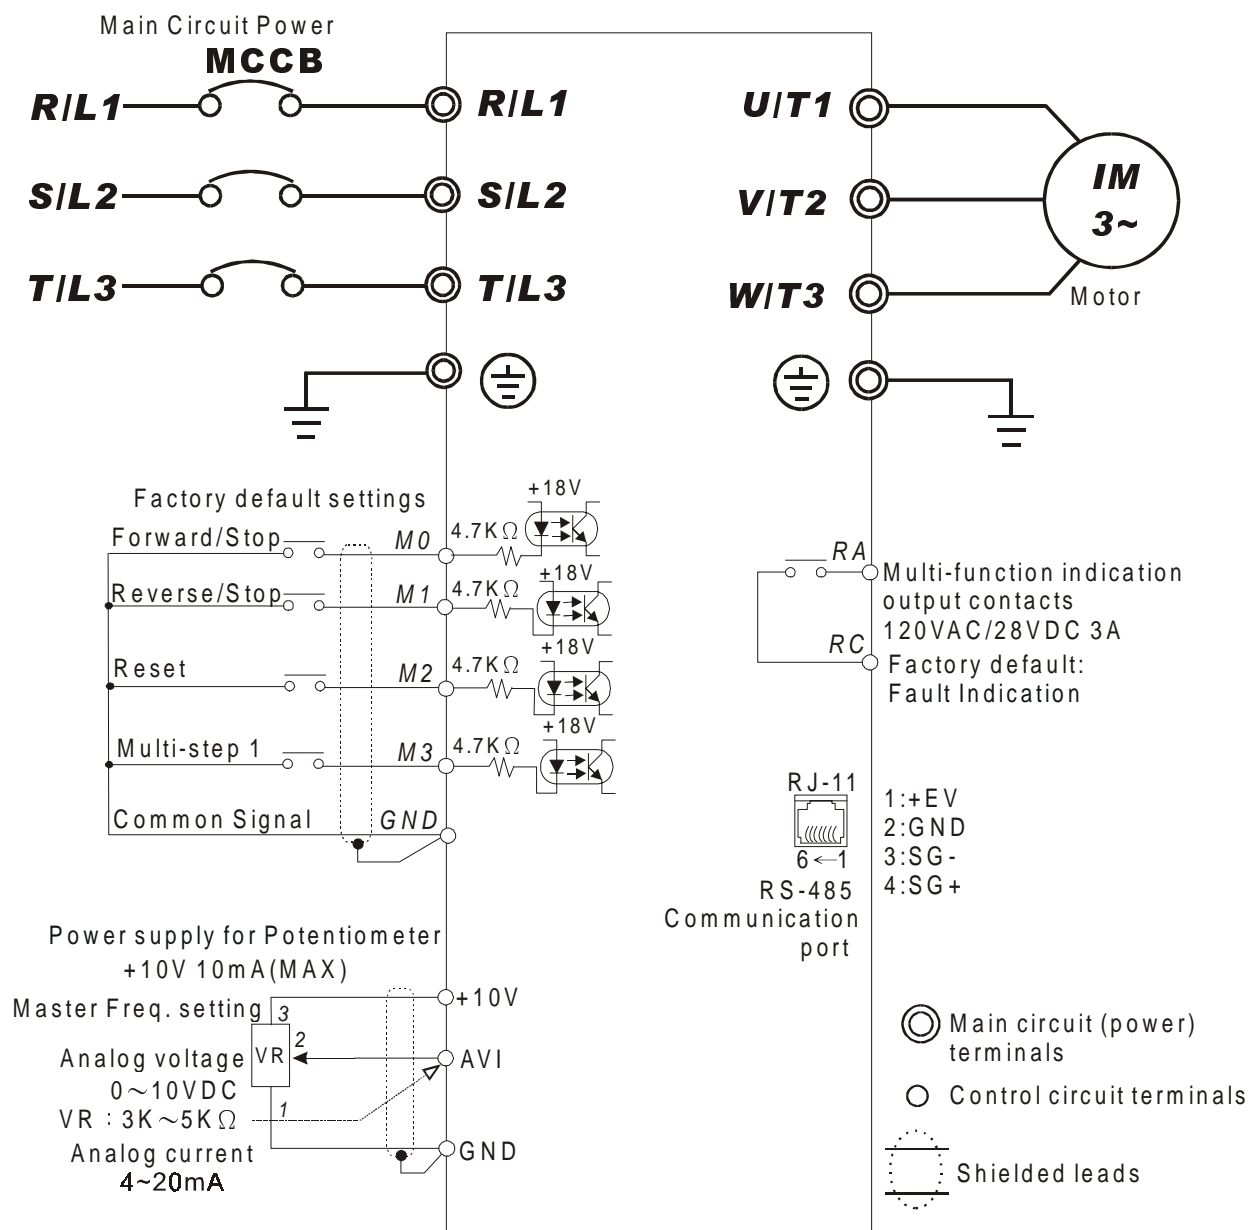 Main Circuit Power
MCCB
R/L1
R/L1
S/L2
S/L2
T/L3
T/L3
U/T1
V/T2
W/T3
IM
3~
Motor
Factory default settings
Forward/Stop
M0
4.7KΩ
+18V
Reverse/Stop
M1
4.7KΩ
+18V
Reset
M2
4.7KΩ
+18V
Multi-step 1
M3
4.7KΩ
+18V
Common Signal
GND
RA
Multi-function indication
output contacts
120VAC/28VDC 3A
RC
Factory default:
Fault Indication
RJ-11
6←1
RS-485
Communication
port
1:+EV
2:GND
3:SG-
4:SG+
Power supply for Potentiometer
+10V 10mA(MAX)
Master Freq. setting
3
+10V
2
VR
Analog voltage
0~10VDC
AVI
VR : 3K~5KΩ
1
Analog current
4~20mA
GND
Main circuit (power)
terminals
Control circuit terminals
Shielded leads